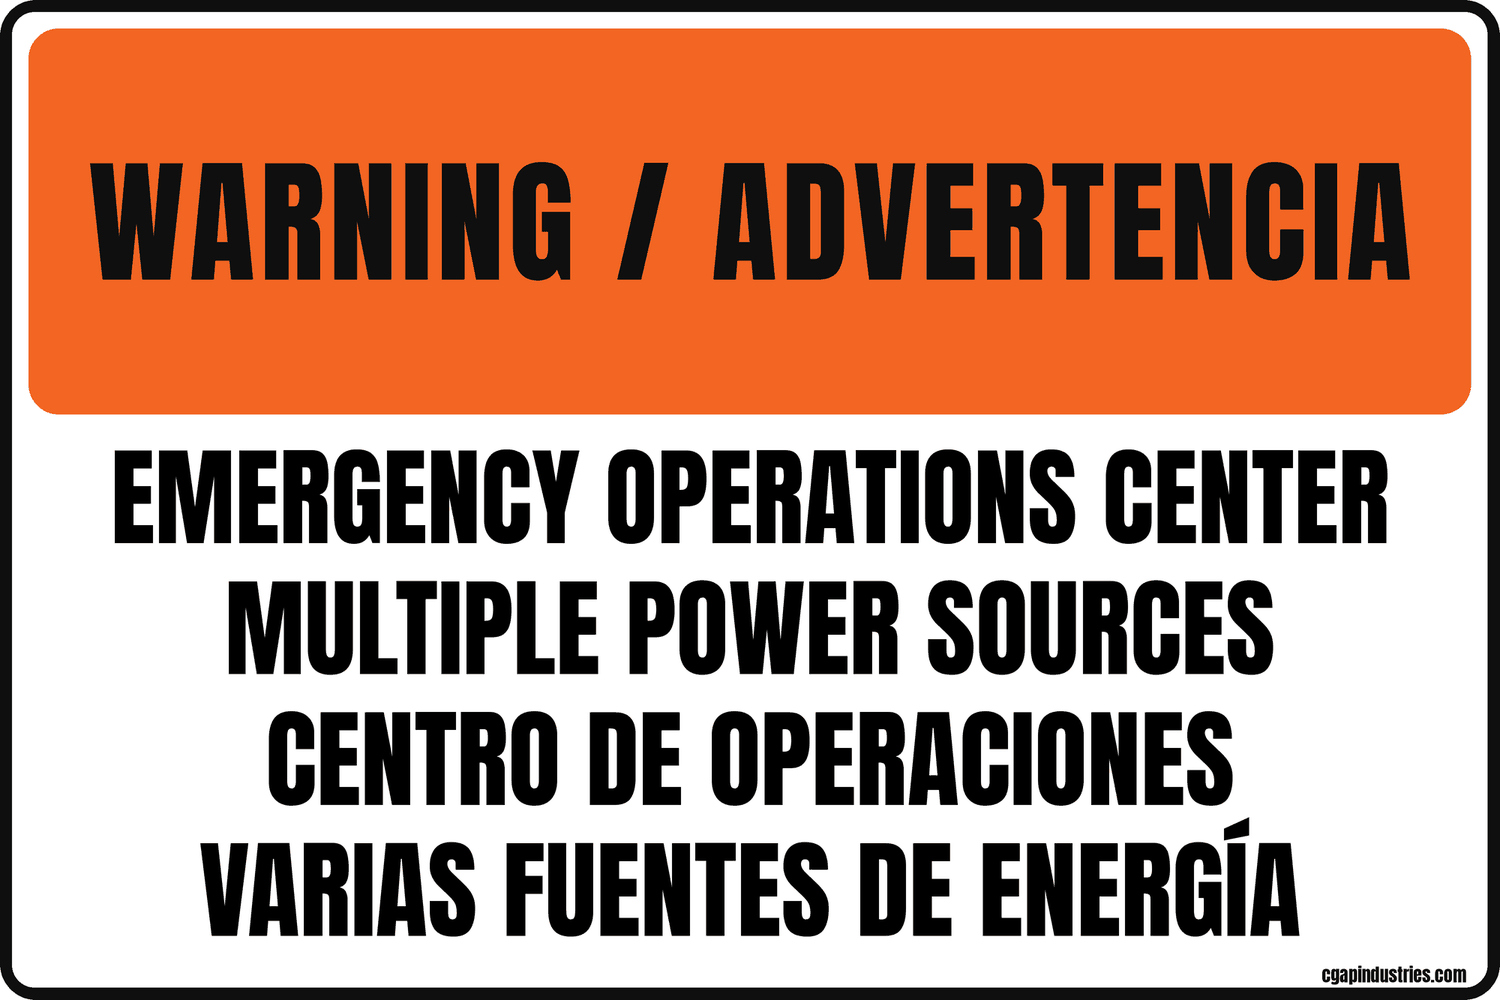 WARNING / ADVERTENCIA
EMERGENCY OPERATIONS CENTER
MULTIPLE POWER SOURCES
CENTRO DE OPERACIONES
VARIAS FUENTES DE ENERGÍA
cgapindustries.com